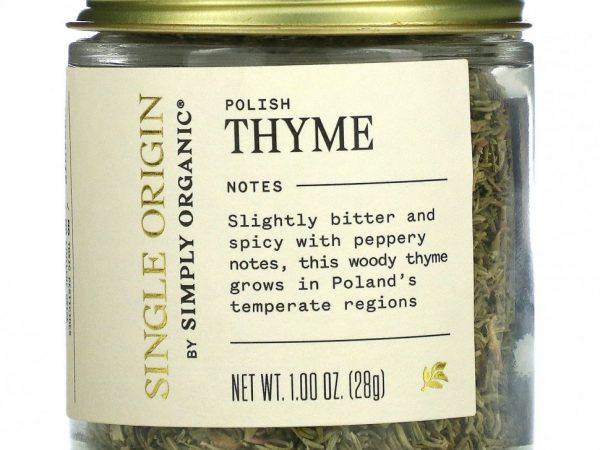 SINGLE ORIGIN
BY SIMPLY ORGANIC®
POLISH
THYME
NOTES
Slightly bitter and
spicy with peppery
notes, this woody thyme
grows in Poland's
temperate regions
NET WT. 1.00 OZ. (28g)